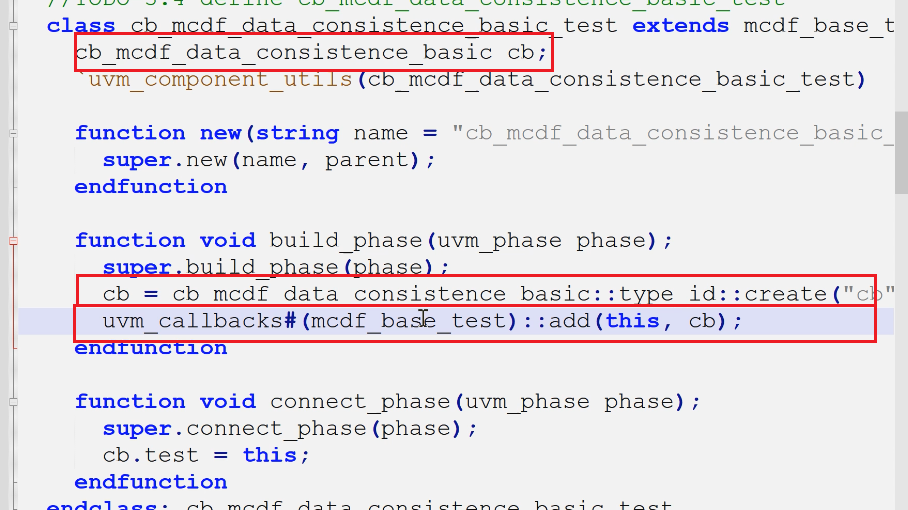 //TODO 3.4 define cb_mcdf_data_consistence_basic_test
class cb_mcdf_data_consistence_basic_test extends mcdf_base_t
cb_mcdf_data_consistence_basic cb;
`uvm_component_utils(cb_mcdf_data_consistence_basic_test)
function new(string name = "cb_mcdf_data_consistence_basic_
super.new(name, parent);
endfunction
function void build_phase(uvm_phase phase);
super.build_phase(phase);
cb = cb_mcdf_data_consistence_basic::type_id::create("cb"
uvm_callbacks#(mcdf_base_test)::add(this, cb);
endfunction
function void connect_phase(uvm_phase phase);
super.connect_phase(phase);
cb.test = this;
endfunction
endclass: cb_mcdf_data_consistence_basic_test